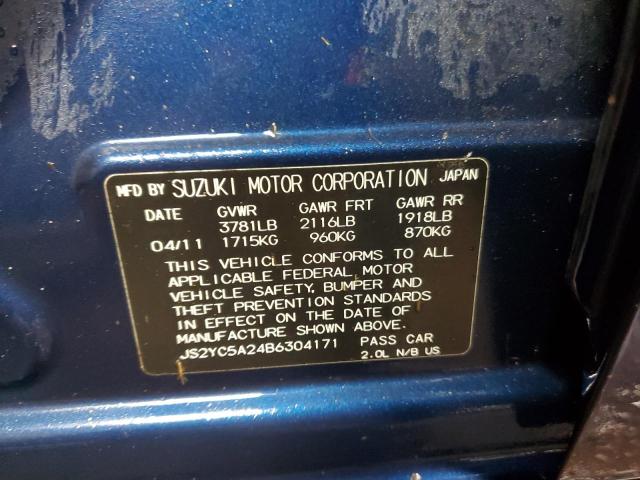 MFD BY SUZUKI MOTOR CORPORATION JAPAN
DATE GVWR GAWR FRT GAWR RR
3781LB 2116LB 1918LB
04/11 1715KG 960KG 870KG
THIS VEHICLE CONFORMS TO ALL
APPLICABLE FEDERAL MOTOR
VEHICLE SAFETY, BUMPER AND
THEFT PREVENTION STANDARDS
IN EFFECT ON THE DATE OF
MANUFACTURE SHOWN ABOVE.
JS2YC5A24B6304171 PASS CAR
2.0L N/B US